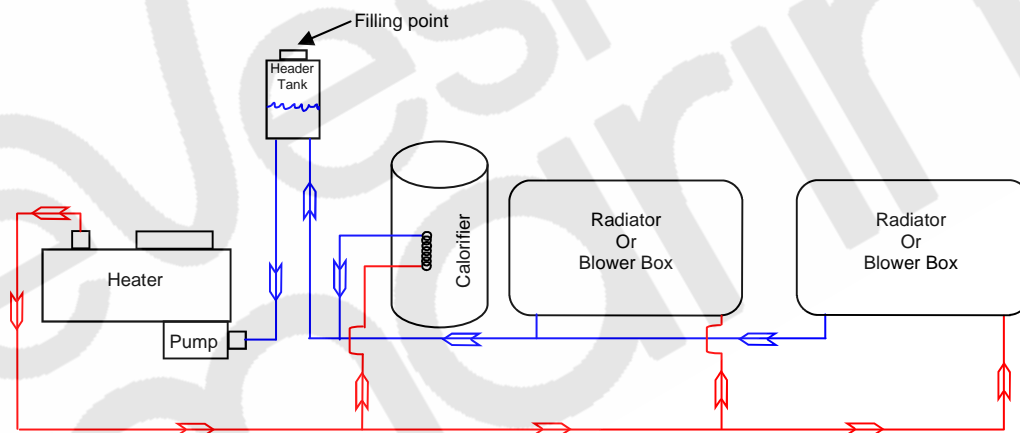 Filling point
Header
Tank
Heater
Pump
Calorifier
Radiator
Or
Blower Box
Radiator
Or
Blower Box